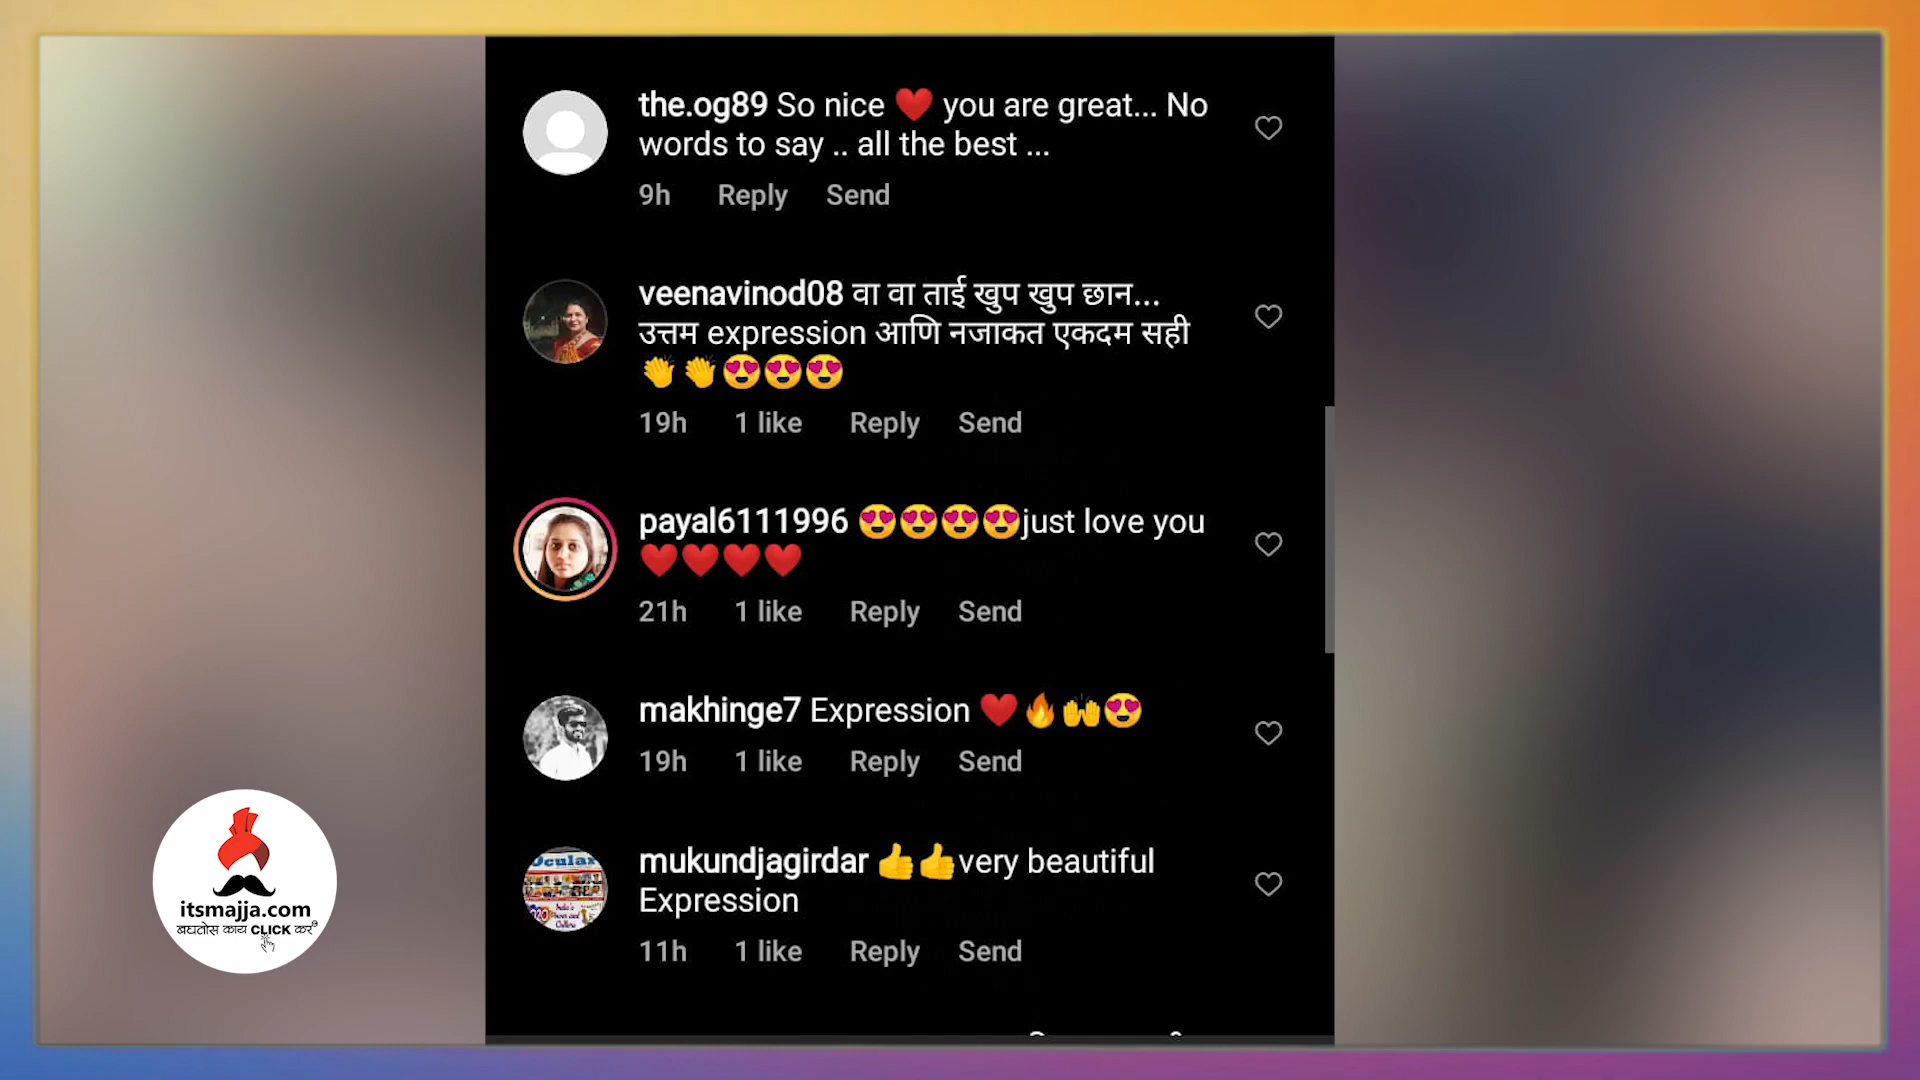 the.og89 So nice ❤️ you are great... No
words to say .. all the best ...
9h Reply Send
veenavinod08 वा वा ताई खुप खुप छान...
उत्तम expression आणि नजाकत एकदम सही
👏👏😍😍😍
19h 1 like Reply Send
payal6111996 😍😍😍😍just love you
❤️❤️❤️❤️
21h 1 like Reply Send
makhinge7 Expression ❤️🔥🙌😍
19h 1 like Reply Send
mukundjagirdar 👍👍very beautiful
Expression
11h 1 like Reply Send
Oculax
itsmajja.com
बघतोस काय CLICK कर